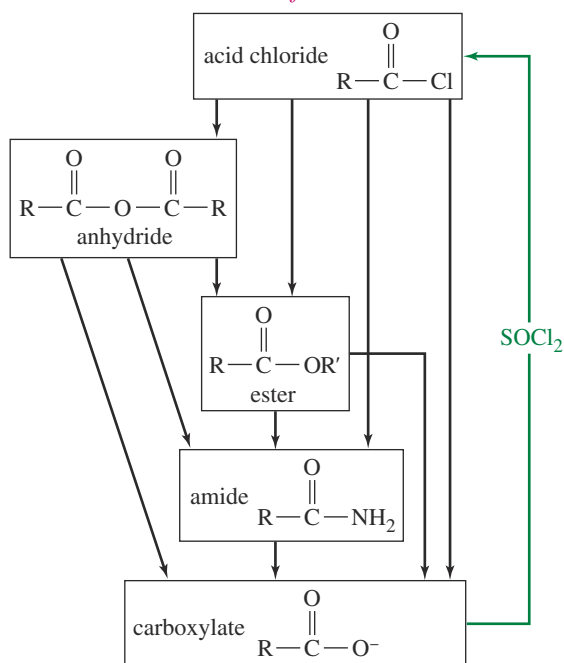 O
acid chloride
R—C—Cl
O O
R—C—O—C—R
anhydride
O
R—C—OR′
ester
SOCl₂
O
amide
R—C—NH₂
O
carboxylate
R—C—O⁻